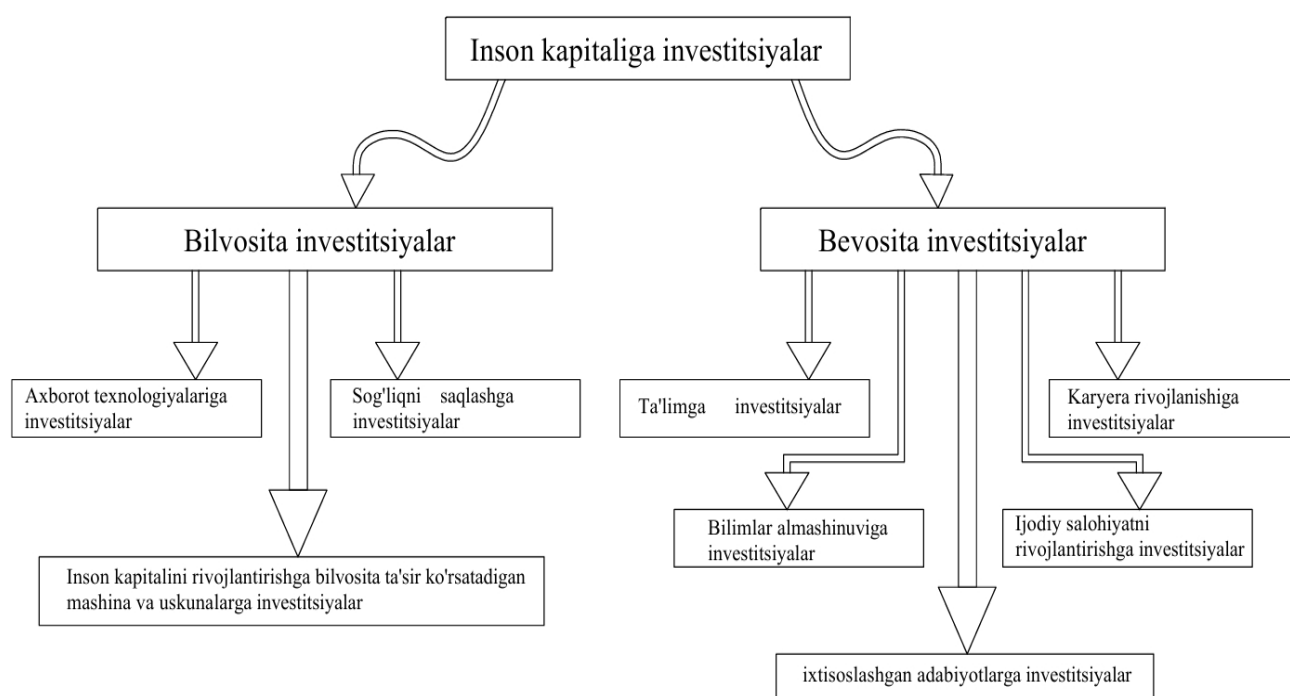 Inson kapitaliga investitsiyalar
Bilvosita investitsiyalar
Bevosita investitsiyalar
Axborot texnologiyalariga
investitsiyalar
Sog'liqni saqlashga
investitsiyalar
Inson kapitalini rivojlantirishga bilvosita ta'sir ko'rsatadigan
mashina va uskunalarga investitsiyalar
Ta'limga investitsiyalar
Karyera rivojlanishiga
investitsiyalar
Bilimlar almashinuviga
investitsiyalar
Ijodiy salohiyatni
rivojlantirishga investitsiyalar
ixtisoslashgan adabiyotlarga investitsiyalar